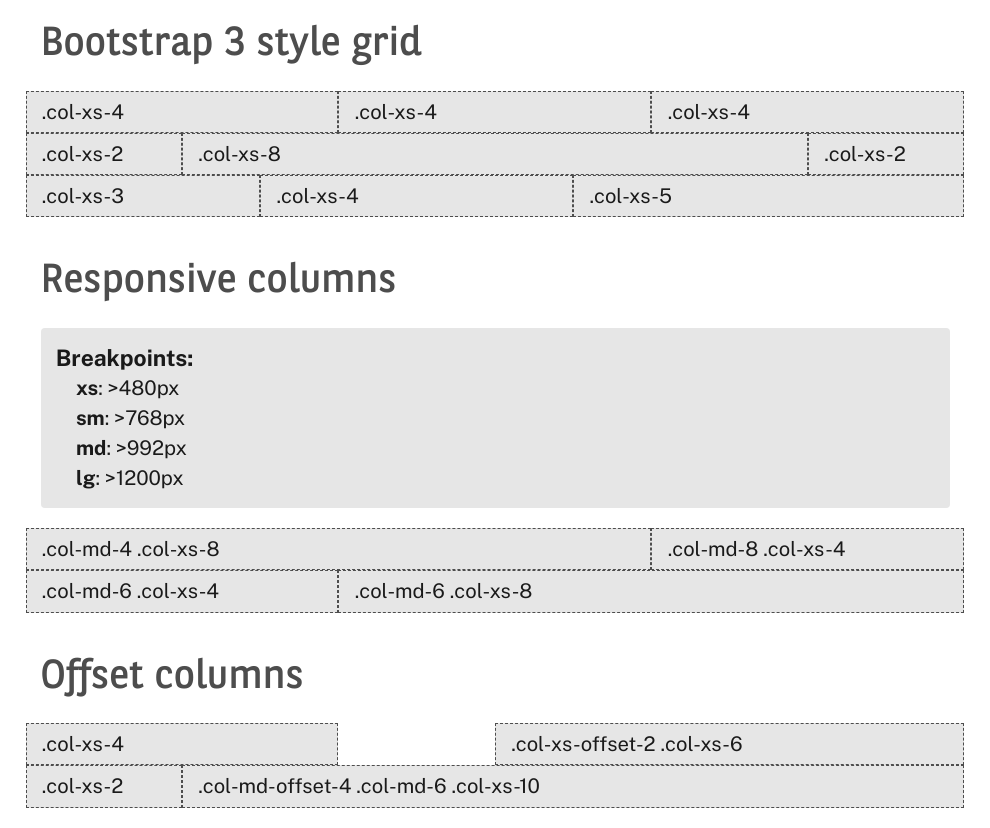 Bootstrap 3 style grid
.col-xs-4 .col-xs-4 .col-xs-4
.col-xs-2 .col-xs-8 .col-xs-2
.col-xs-3 .col-xs-4 .col-xs-5
Responsive columns
Breakpoints:
xs: >480px
sm: >768px
md: >992px
lg: >1200px
.col-md-4 .col-xs-8 .col-md-8 .col-xs-4
.col-md-6 .col-xs-4 .col-md-6 .col-xs-8
Offset columns
.col-xs-4 .col-xs-offset-2 .col-xs-6
.col-xs-2 .col-md-offset-4 .col-md-6 .col-xs-10